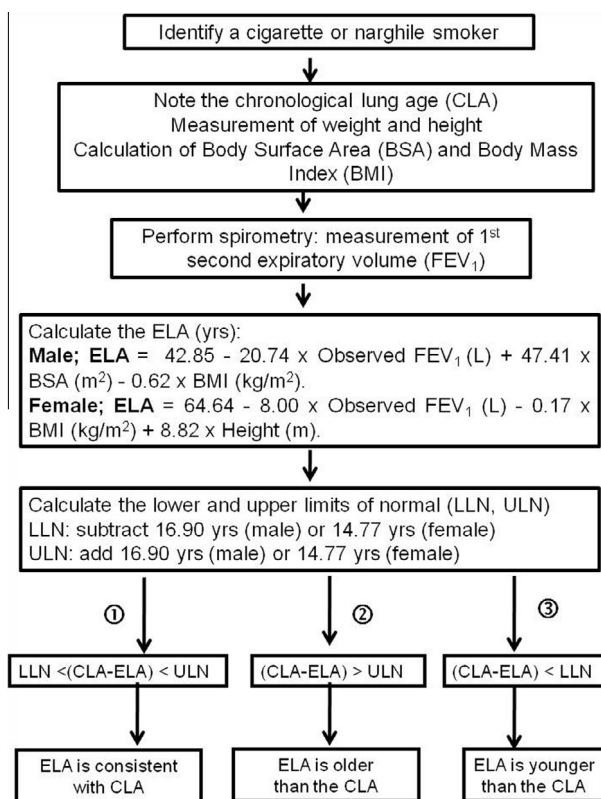 Identify a cigarette or narghile smoker
Note the chronological lung age (CLA)
Measurement of weight and height
Calculation of Body Surface Area (BSA) and Body Mass
Index (BMI)
Perform spirometry: measurement of 1st
second expiratory volume (FEV1)
Calculate the ELA (yrs):
Male; ELA = 42.85 - 20.74 x Observed FEV1 (L) + 47.41 x
BSA (m2) - 0.62 x BMI (kg/m2).
Female; ELA = 64.64 - 8.00 x Observed FEV1 (L) - 0.17 x
BMI (kg/m2) + 8.82 x Height (m).
Calculate the lower and upper limits of normal (LLN, ULN)
LLN: subtract 16.90 yrs (male) or 14.77 yrs (female)
ULN: add 16.90 yrs (male) or 14.77 yrs (female)
① ② ③
LLN <(CLA-ELA) < ULN (CLA-ELA) > ULN (CLA-ELA) < LLN
ELA is consistent ELA is older ELA is younger
with CLA than the CLA than the CLA